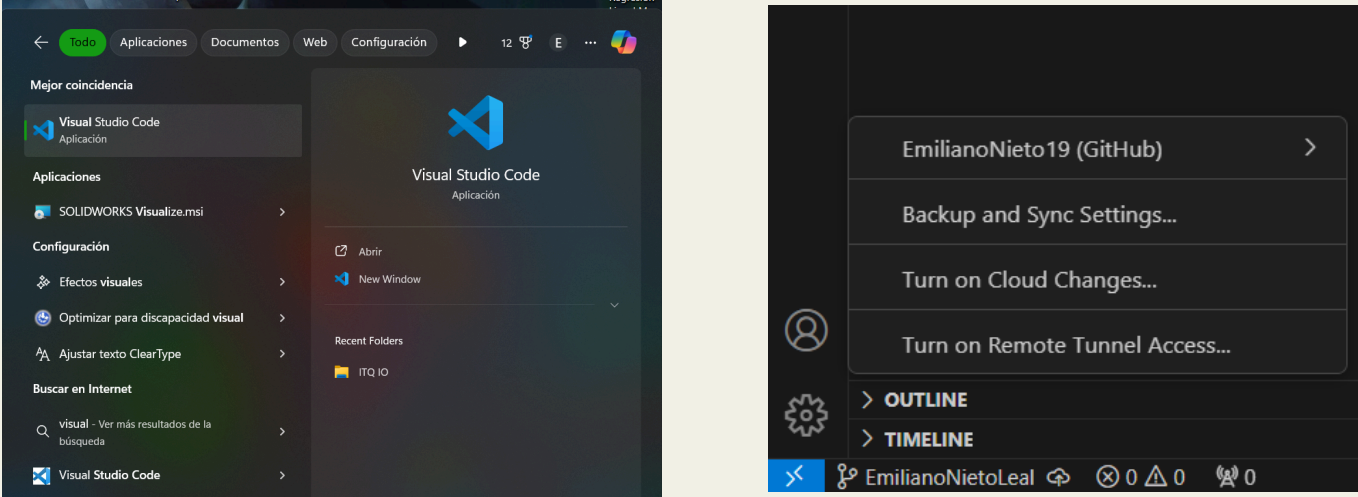 Todo Aplicaciones Documentos Web Configuración 12 E ...
Mejor coincidencia
Visual Studio Code
Aplicación
Aplicaciones
SOLIDWORKS Visualize.msi
Configuración
Efectos visuales
Optimizar para discapacidad visual
Ajustar texto ClearType
Buscar en Internet
visual - Ver más resultados de la
búsqueda
Visual Studio Code
Visual Studio Code
Aplicación
Abrir
New Window
Recent Folders
ITQ IO
EmilianoNieto19 (GitHub)
Backup and Sync Settings...
Turn on Cloud Changes...
Turn on Remote Tunnel Access...
OUTLINE
TIMELINE
EmilianoNietoLeal 0 0 0